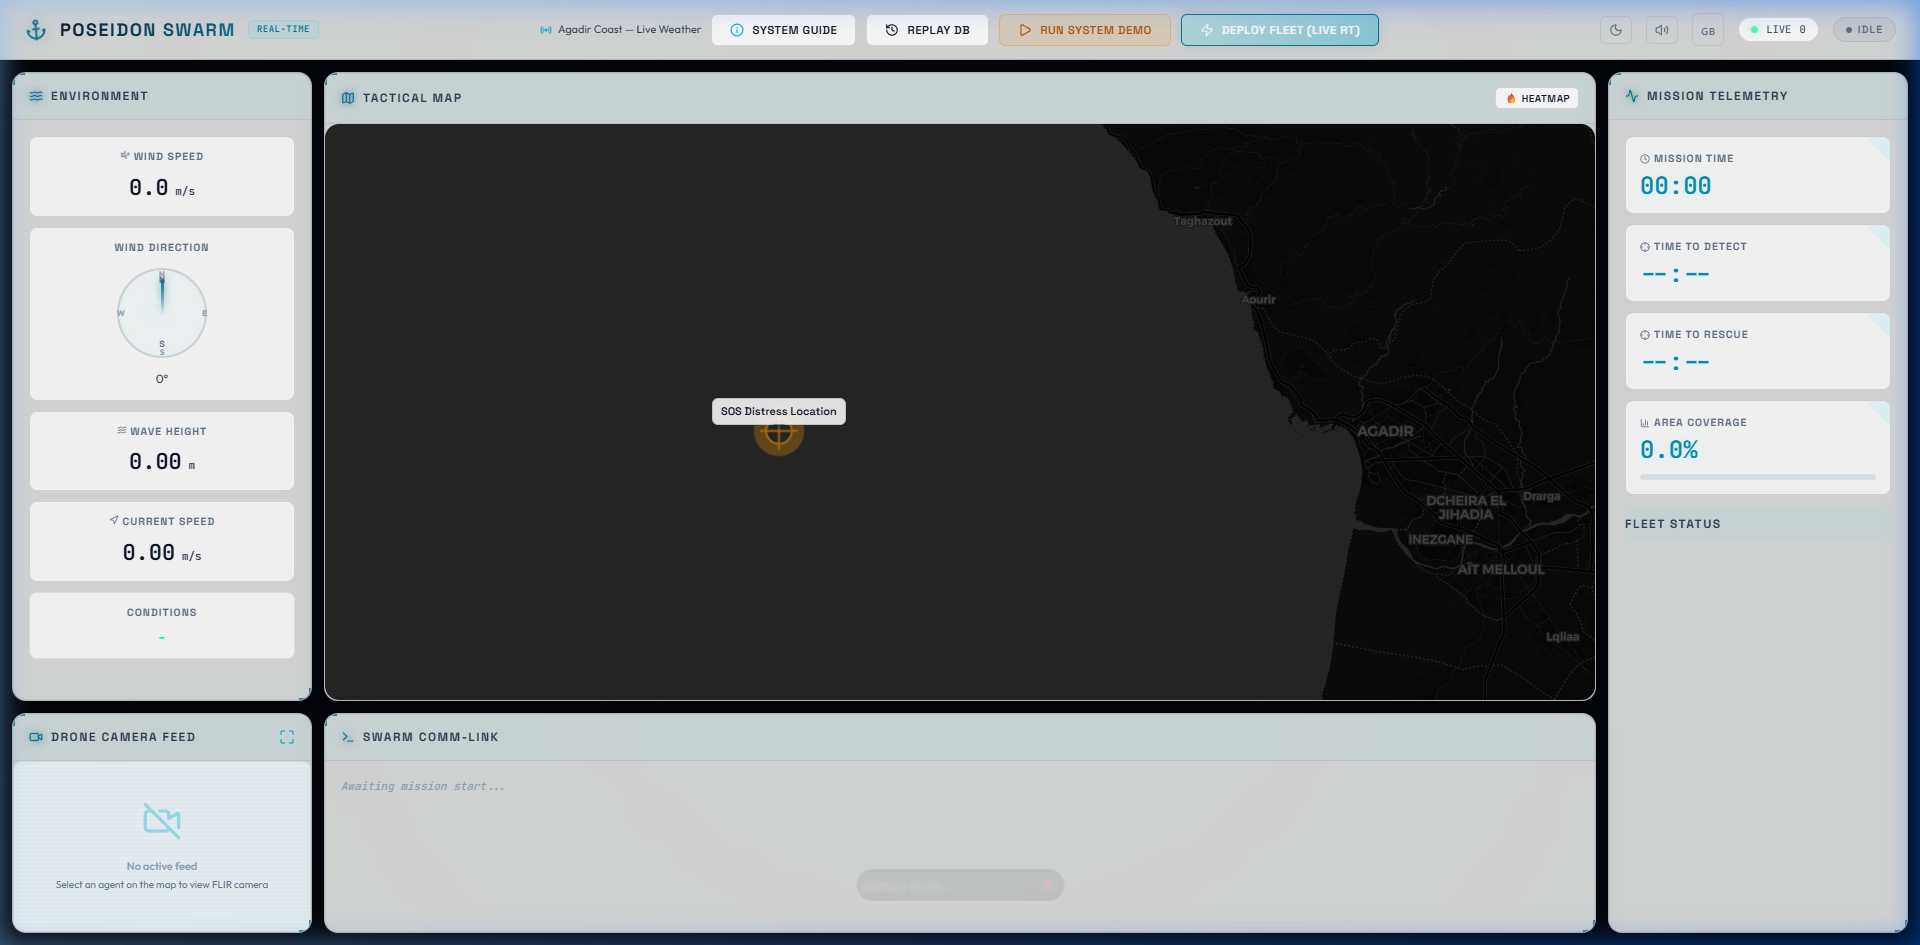 POSEIDON SWARM
REAL-TIME
Agadir Coast — Live Weather
SYSTEM GUIDE
REPLAY DB
RUN SYSTEM DEMO
DEPLOY FLEET (LIVE RT)
GB
LIVE 0
IDLE
ENVIRONMENT
WIND SPEED
0.0 m/s
WIND DIRECTION
N
W
E
S
S
0°
WAVE HEIGHT
0.00 m
CURRENT SPEED
0.00 m/s
CONDITIONS
-
TACTICAL MAP
HEATMAP
Taghazout
Aourir
SOS Distress Location
AGADIR
DCHEIRA EL
JIHADIA
Drarga
INEZGANE
AÏT MELLOUL
Lqliaa
MISSION TELEMETRY
MISSION TIME
00:00
TIME TO DETECT
--:--
TIME TO RESCUE
--:--
AREA COVERAGE
0.0%
FLEET STATUS
DRONE CAMERA FEED
No active feed
Select an agent on the map to view FLIR camera
SWARM COMM-LINK
Awaiting mission start...